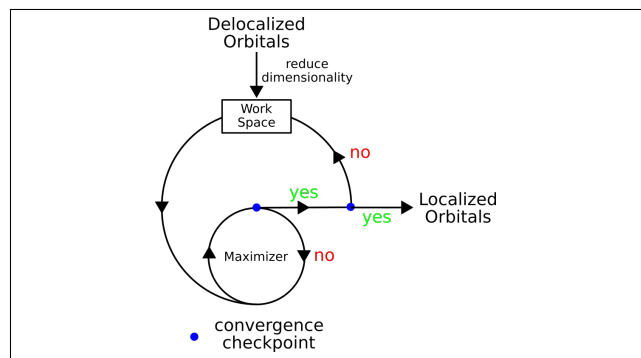 Delocalized
Orbitals
reduce
dimensionality
Work
Space
no
yes
Localized
Orbitals
yes
Maximizer
no
convergence
checkpoint